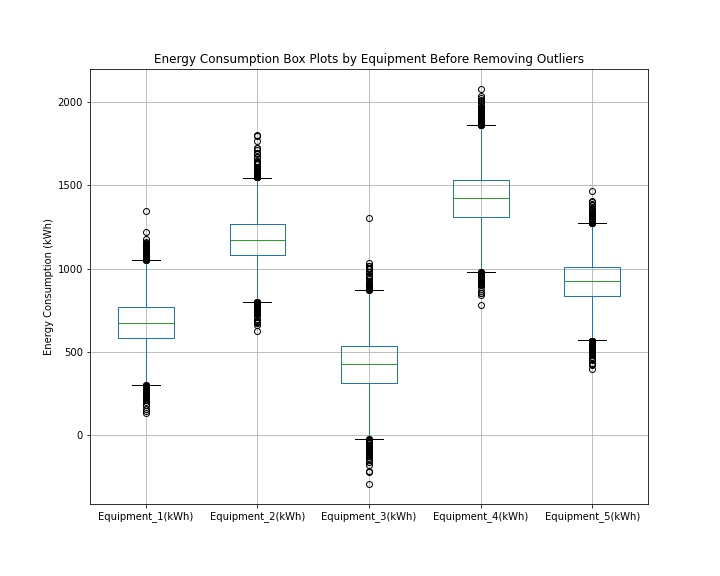 Energy Consumption Box Plots by Equipment Before Removing Outliers
2000
1500
1000
500
0
Energy Consumption (kWh)
Equipment_1(kWh) Equipment_2(kWh) Equipment_3(kWh) Equipment_4(kWh) Equipment_5(kWh)